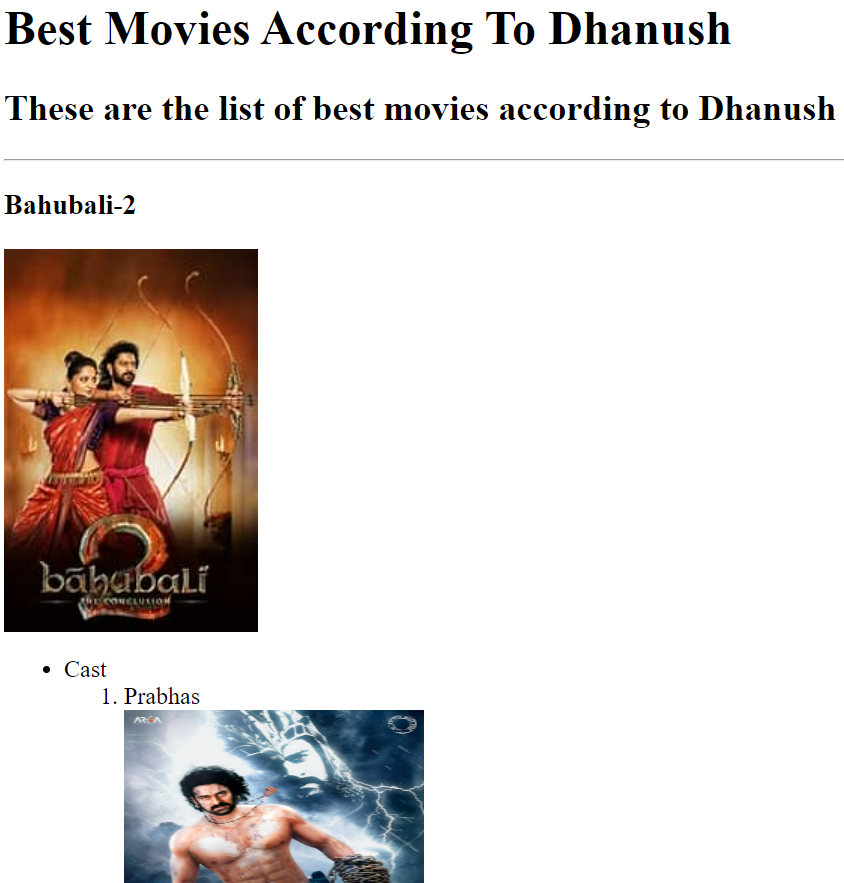 Best Movies According To Dhanush
These are the list of best movies according to Dhanush
Bahubali-2
2
bāhubali
THE CONCLUSION
• Cast
1. Prabhas
ARKA